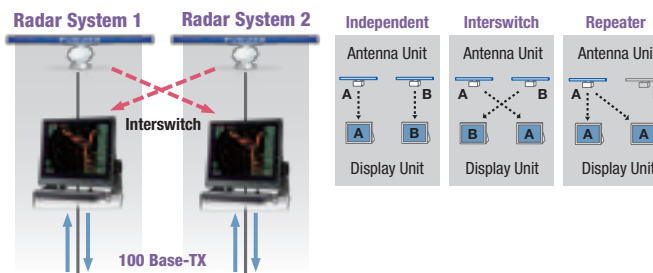 Radar System 1
Radar System 2
Interswitch
100 Base-TX
Independent
Antenna Unit
A
B
A
B
Display Unit
Interswitch
Antenna Unit
A
B
B
A
Display Unit
Repeater
Antenna Unit
A
A
A
Display Unit